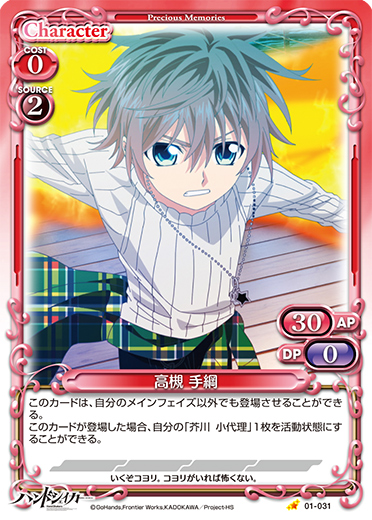 Precious Memories
Character
COST
0
SOURCE
2
30 AP
DP 0
高槻 手綱
このカードは、自分のメインフェイズ以外でも登場させることができ
る。
このカードが登場した場合、自分の「芥川 小代理」1枚を活動状態にす
ることができる。
いくぞコヨリ。コヨリがいれば怖くない。
ハンドシェイカー
©GoHands,Frontier Works,KADOKAWA／Project-HS
01-031